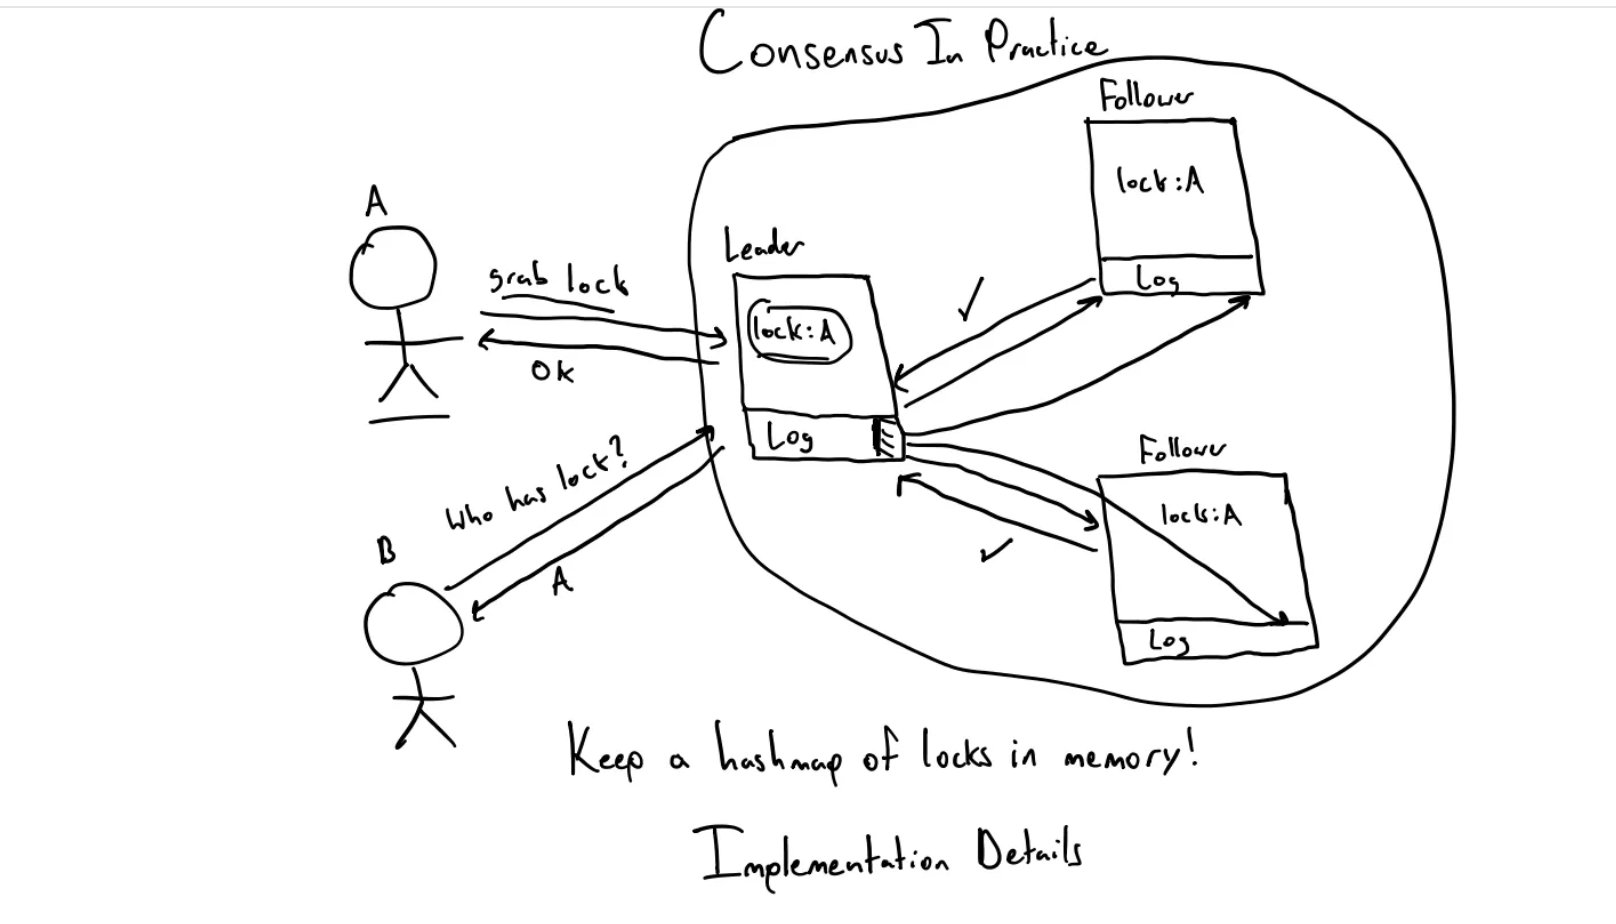 Consensus In Practice
Follower
lock:A
Log
A
grab lock
OK
Leader
lock:A
Log
Who has lock?
A
B
Follower
lock:A
Log
Keep a hashmap of locks in memory!
Implementation Details